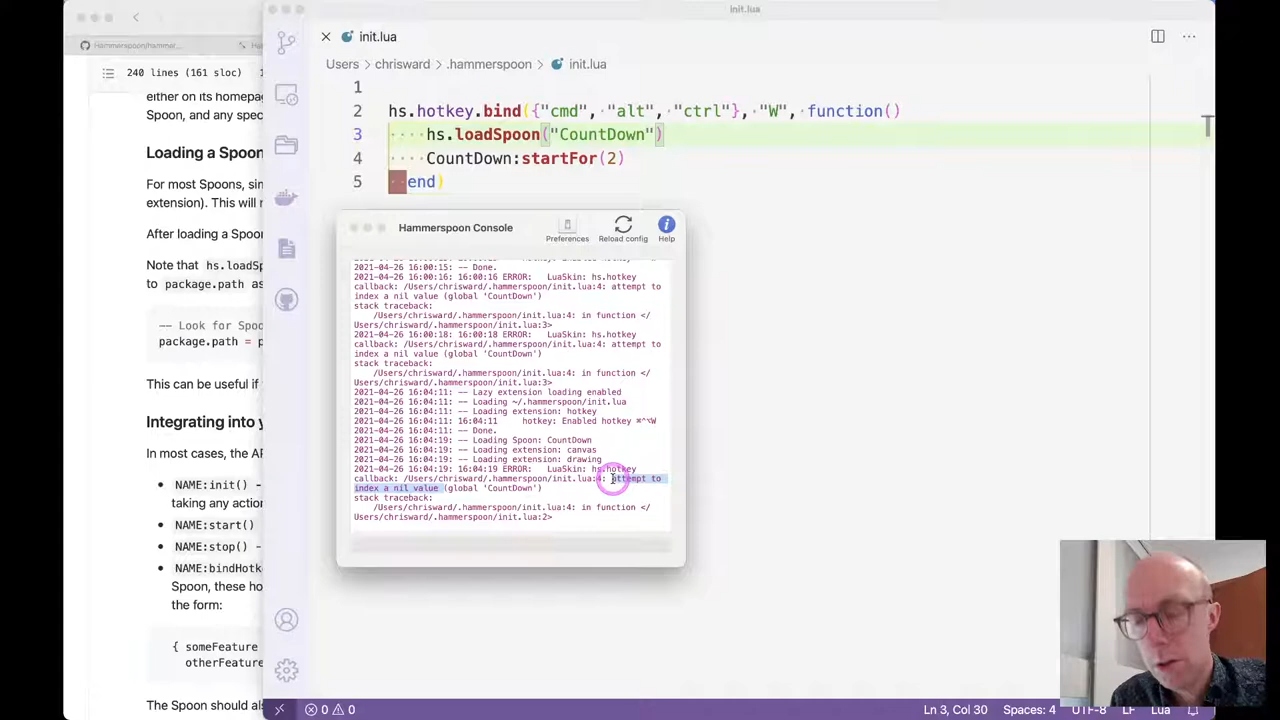 init.lua
Hammerspoon/hammer...
240 lines (161 sloc)
either on its homepag
Spoon, and any spec
Loading a Spoon
For most Spoons, sim
extension). This will r
After loading a Spoo
Note that hs.loadSp
to package.path as
-- Look for Spoo
package.path = p
This can be useful if
Integrating into y
In most cases, the AP
NAME:init() -
taking any action
NAME:start()
NAME:stop() -
NAME:bindHotke
Spoon, these ho
the form:
{ someFeature
otherFeature
The Spoon should als
init.lua
Users > chrisward > .hammerspoon > init.lua
1
2 hs.hotkey.bind({"cmd", "alt", "ctrl"}, "W", function()
3 hs.loadSpoon("CountDown")
4 CountDown:startFor(2)
5 end)
Hammerspoon Console
Preferences
Reload config
Help
2021-04-26 16:00:15: -- Done.
2021-04-26 16:00:16: 16:00:16 ERROR: LuaSkin: hs.hotkey
callback: /Users/chrisward/.hammerspoon/init.lua:4: attempt to
index a nil value (global 'CountDown')
stack traceback:
/Users/chrisward/.hammerspoon/init.lua:4: in function </
Users/chrisward/.hammerspoon/init.lua:3>
2021-04-26 16:00:18: 16:00:18 ERROR: LuaSkin: hs.hotkey
callback: /Users/chrisward/.hammerspoon/init.lua:4: attempt to
index a nil value (global 'CountDown')
stack traceback:
/Users/chrisward/.hammerspoon/init.lua:4: in function </
Users/chrisward/.hammerspoon/init.lua:3>
2021-04-26 16:04:11: -- Lazy extension loading enabled
2021-04-26 16:04:11: -- Loading ~/.hammerspoon/init.lua
2021-04-26 16:04:11: -- Loading extension: hotkey
2021-04-26 16:04:11: 16:04:11 hotkey: Enabled hotkey ⌘⌃⌥W
2021-04-26 16:04:11: -- Done.
2021-04-26 16:04:19: -- Loading Spoon: CountDown
2021-04-26 16:04:19: -- Loading extension: canvas
2021-04-26 16:04:19: -- Loading extension: drawing
2021-04-26 16:04:19: 16:04:19 ERROR: LuaSkin: hs.hotkey
callback: /Users/chrisward/.hammerspoon/init.lua:4: attempt to
index a nil value (global 'CountDown')
stack traceback:
/Users/chrisward/.hammerspoon/init.lua:4: in function </
Users/chrisward/.hammerspoon/init.lua:2>
0 0 Ln 3, Col 30 Spaces: 4 UTF-8 LF Lua